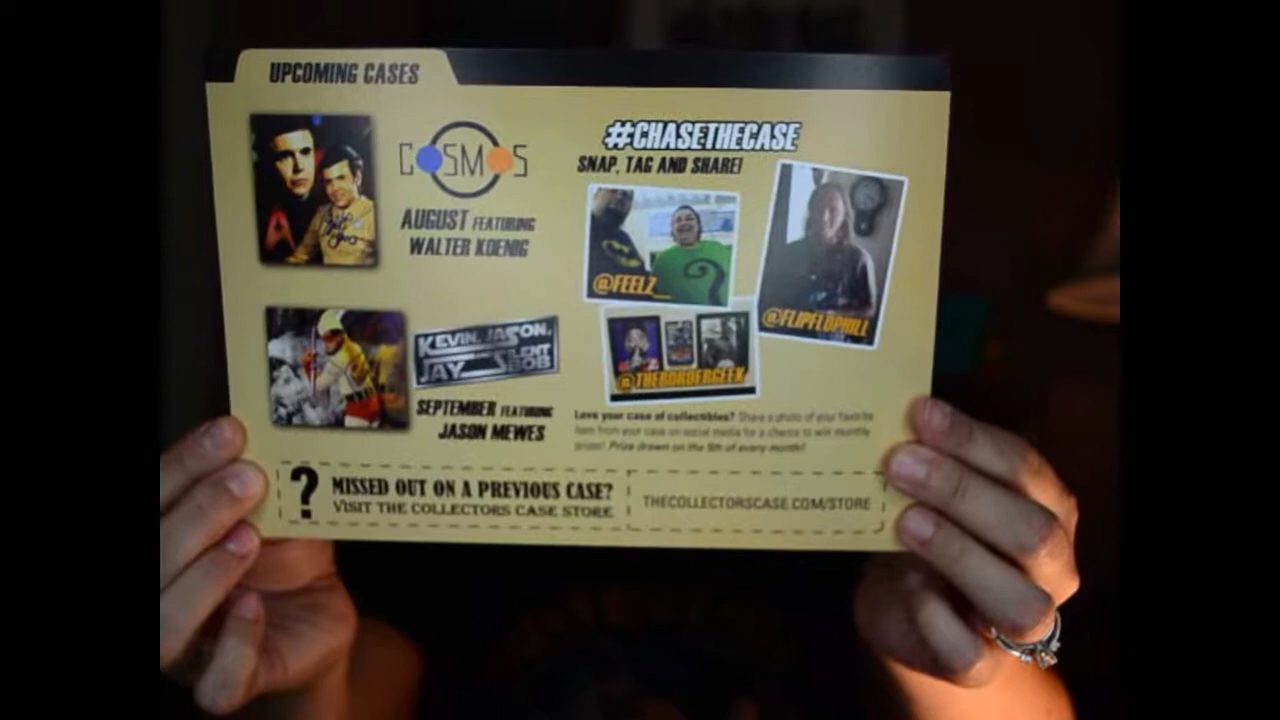 UPCOMING CASES
COSMOS
AUGUST FEATURING
WALTER KOENIG
KEVIN, JASON,
JAY SILENT
BOB
SEPTEMBER FEATURING
JASON MEWES
#CHASETHECASE
SNAP, TAG AND SHARE!
@FEELZ_
@FLIPFLOPHILL
@THEBORDERGEEK
Love your case of collectibles? Share a photo of your favorite
item from your case on social media for a chance to win monthly
prizes! Prize drawn on the 5th of every month!
? MISSED OUT ON A PREVIOUS CASE?
VISIT THE COLLECTORS CASE STORE
THECOLLECTORSCASE.COM/STORE